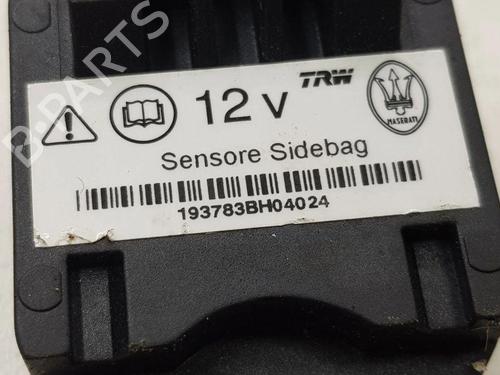 12 V
TRW
MASERATI
Sensore Sidebag
193783BH04024
B-PARTS